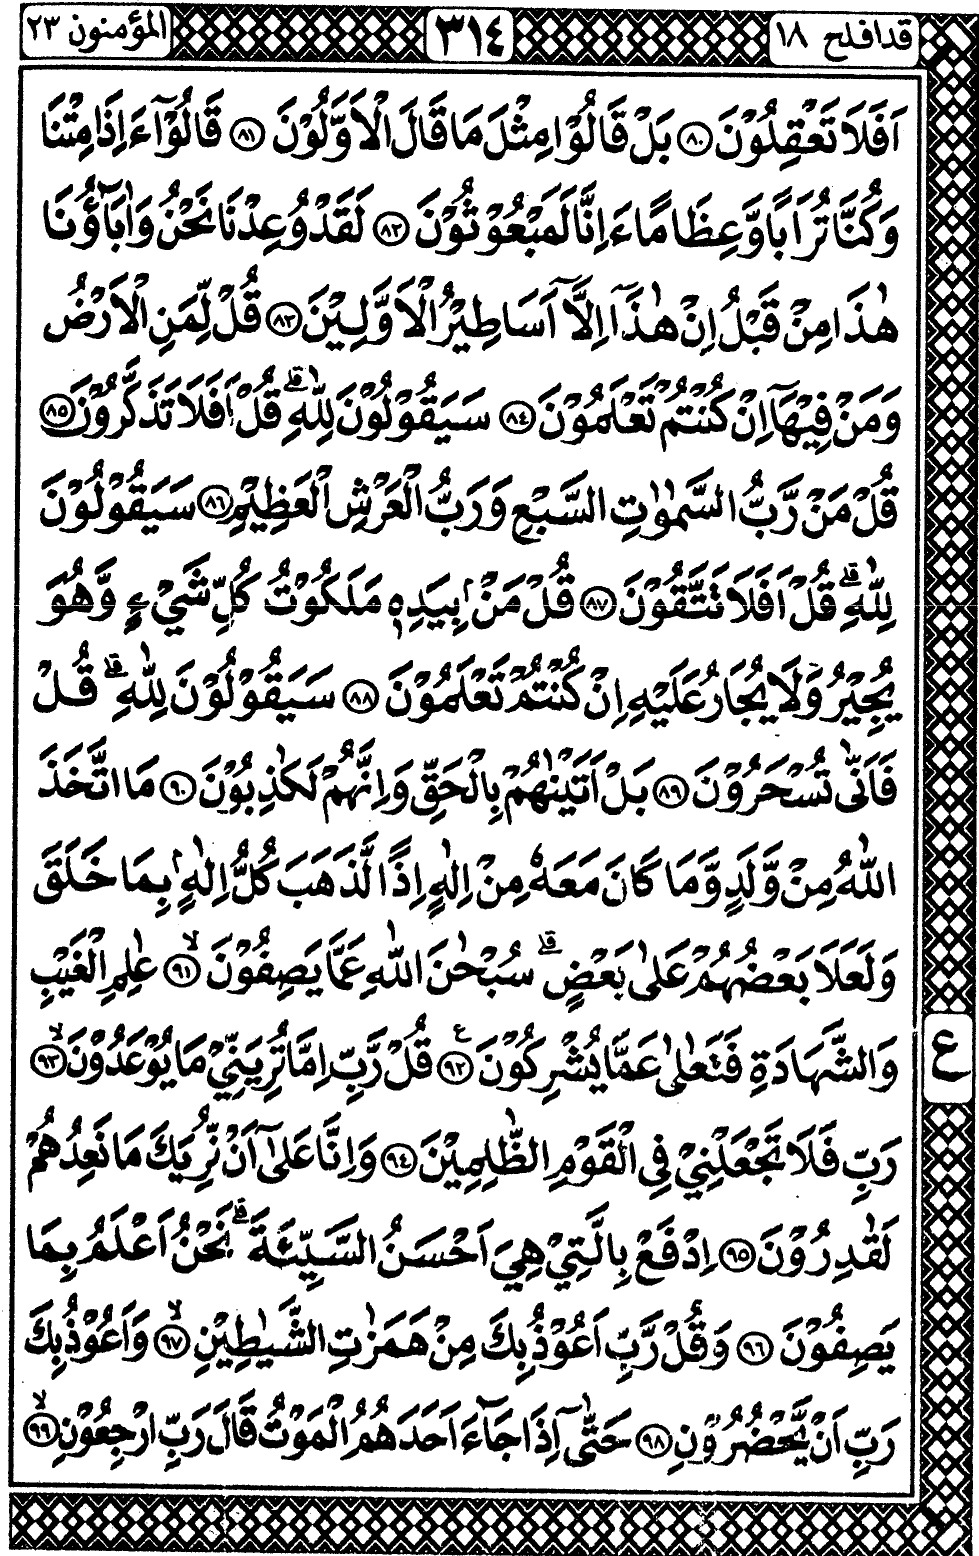 قدافلح ١٨ ٣١٤ المؤمنون ٢٣
اَفَلَا تَعْقِلُوْنَ ﴿٨٠﴾ بَلْ قَالُوْا مِثْلَ مَا قَالَ الْاَوَّلُوْنَ ﴿٨١﴾ قَالُوْۤا ءَاِذَا مِتْنَا
وَكُنَّا تُرَابًا وَّعِظَامًا ءَاِنَّا لَمَبْعُوْثُوْنَ ﴿٨٢﴾ لَقَدْ وُعِدْنَا نَحْنُ وَاٰبَآؤُنَا
هٰذَا مِنْ قَبْلُ اِنْ هٰذَاۤ اِلَّاۤ اَسَاطِيْرُ الْاَوَّلِيْنَ ﴿٨٣﴾ قُلْ لِّمَنِ الْاَرْضُ
وَمَنْ فِيْهَاۤ اِنْ كُنْتُمْ تَعْلَمُوْنَ ﴿٨٤﴾ سَيَقُوْلُوْنَ لِلّٰهِ ؕ قُلْ اَفَلَا تَذَكَّرُوْنَ ﴿٨٥﴾
قُلْ مَنْ رَّبُّ السَّمٰوٰتِ السَّبْعِ وَرَبُّ الْعَرْشِ الْعَظِيْمِ ﴿٨٦﴾ سَيَقُوْلُوْنَ
لِلّٰهِ ؕ قُلْ اَفَلَا تَتَّقُوْنَ ﴿٨٧﴾ قُلْ مَنْۢ بِيَدِهٖ مَلَكُوْتُ كُلِّ شَيْءٍ وَّهُوَ
يُجِيْرُ وَلَا يُجَارُ عَلَيْهِ اِنْ كُنْتُمْ تَعْلَمُوْنَ ﴿٨٨﴾ سَيَقُوْلُوْنَ لِلّٰهِ ؕ قُلْ
فَاَنّٰى تُسْحَرُوْنَ ﴿٨٩﴾ بَلْ اَتَيْنٰهُمْ بِالْحَقِّ وَاِنَّهُمْ لَكٰذِبُوْنَ ﴿٩٠﴾ مَا اتَّخَذَ
اللّٰهُ مِنْ وَّلَدٍ وَّمَا كَانَ مَعَهٗ مِنْ اِلٰهٍ اِذًا لَّذَهَبَ كُلُّ اِلٰهٍۢ بِمَا خَلَقَ
وَلَعَلَا بَعْضُهُمْ عَلٰى بَعْضٍ ؕ سُبْحٰنَ اللّٰهِ عَمَّا يَصِفُوْنَ ﴿٩١﴾ۙ عٰلِمِ الْغَيْبِ
وَالشَّهَادَةِ فَتَعٰلٰى عَمَّا يُشْرِكُوْنَ ﴿٩٢﴾ع قُلْ رَّبِّ اِمَّا تُرِيَنِّيْ مَا يُوْعَدُوْنَ ﴿٩٣﴾ۙ
ع
رَبِّ فَلَا تَجْعَلْنِيْ فِي الْقَوْمِ الظّٰلِمِيْنَ ﴿٩٤﴾ وَاِنَّا عَلٰۤى اَنْ نُّرِيَكَ مَا نَعِدُهُمْ
لَقٰدِرُوْنَ ﴿٩٥﴾ اِدْفَعْ بِالَّتِيْ هِيَ اَحْسَنُ السَّيِّئَةَ ؕ نَحْنُ اَعْلَمُ بِمَا
يَصِفُوْنَ ﴿٩٦﴾ وَقُلْ رَّبِّ اَعُوْذُ بِكَ مِنْ هَمَزٰتِ الشَّيٰطِيْنِ ﴿٩٧﴾ۙ وَاَعُوْذُ بِكَ
رَبِّ اَنْ يَّحْضُرُوْنِ ﴿٩٨﴾ حَتّٰۤى اِذَا جَآءَ اَحَدَهُمُ الْمَوْتُ قَالَ رَبِّ ارْجِعُوْنِ ﴿٩٩﴾ۙ